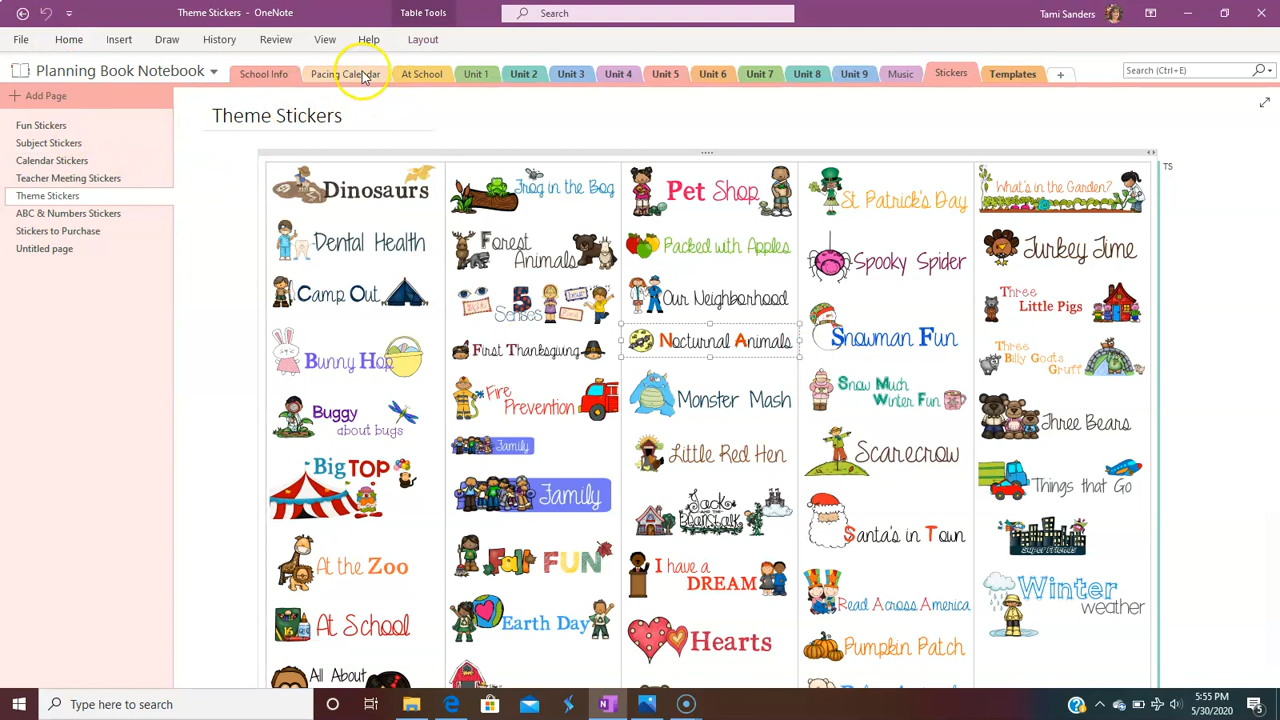 Theme Stickers - OneNote
Table Tools
Search
Tami Sanders
File Home Insert Draw History Review View Help Layout
Planning Book Notebook
School Info Pacing Calendar At School Unit 1 Unit 2 Unit 3 Unit 4 Unit 5 Unit 6 Unit 7 Unit 8 Unit 9 Music Stickers Templates +
Search (Ctrl+E)
+ Add Page
Fun Stickers
Subject Stickers
Calendar Stickers
Teacher Meeting Stickers
Theme Stickers
ABC & Numbers Stickers
Stickers to Purchase
Untitled page
Theme Stickers
TS
Dinosaurs
Dental Health
Camp Out
Bunny Hop
Buggy
about bugs
Big TOP
At the Zoo
At School
All About
Frog in the Bog
Forest
Animals
5
Senses
First Thanksgiving
Fire
Prevention
Family
Family
Fall FUN
Earth Day
Pet Shop
Packed with Apples
Our Neighborhood
Nocturnal Animals
Monster Mash
Little Red Hen
Jack
AND THE
Beanstalk
I have a
DREAM
Hearts
St. Patrick's Day
Spooky Spider
Snowman Fun
Snow Much
Winter Fun
Scarecrow
Santa's in Town
Read Across America
Pumpkin Patch
What's in the Garden?
Turkey Time
Three
Little Pigs
Three
Billy Goats
Gruff
Three Bears
Things that Go
SUPER FRIENDS
Winter
weather
Type here to search
5:55 PM
5/30/2020
5